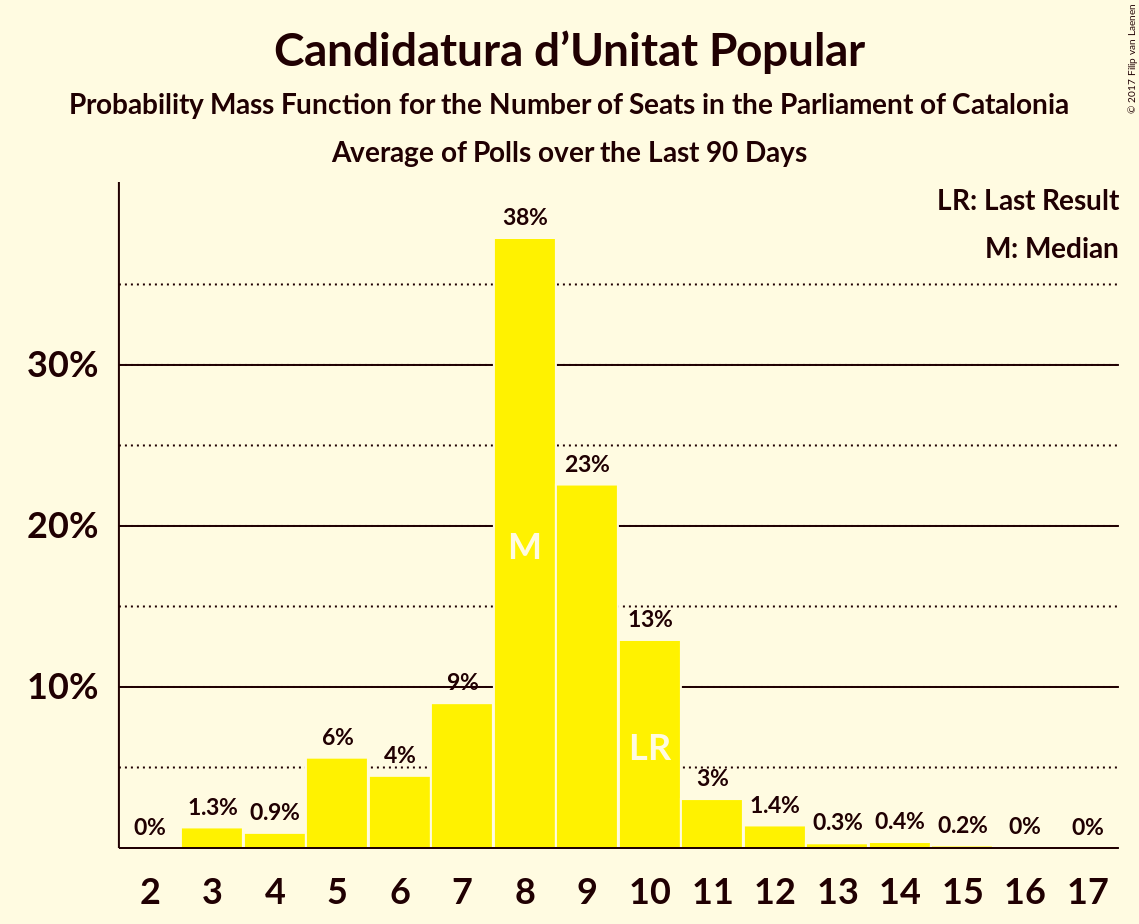 Candidatura d’Unitat Popular
Probability Mass Function for the Number of Seats in the Parliament of Catalonia
Average of Polls over the Last 90 Days
© 2017 Filip van Laenen
LR: Last Result
M: Median
38%
30%
23%
20%
M
13%
10%
9%
6%
4%
LR
3%
0%
1.3%
0.9%
1.4%
0.3%
0.4%
0.2%
0%
0%
2 3 4 5 6 7 8 9 10 11 12 13 14 15 16 17